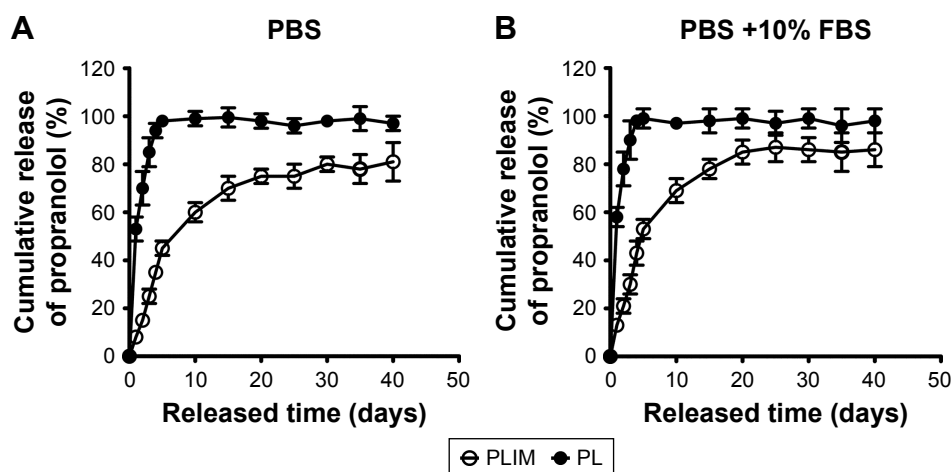 A
PBS
Cumulative release
of propranolol (%)
120
100
80
60
40
20
0
0 10 20 30 40 50
Released time (days)
B
PBS +10% FBS
Cumulative release
of propranolol (%)
120
100
80
60
40
20
0
0 10 20 30 40 50
Released time (days)
PLIM PL